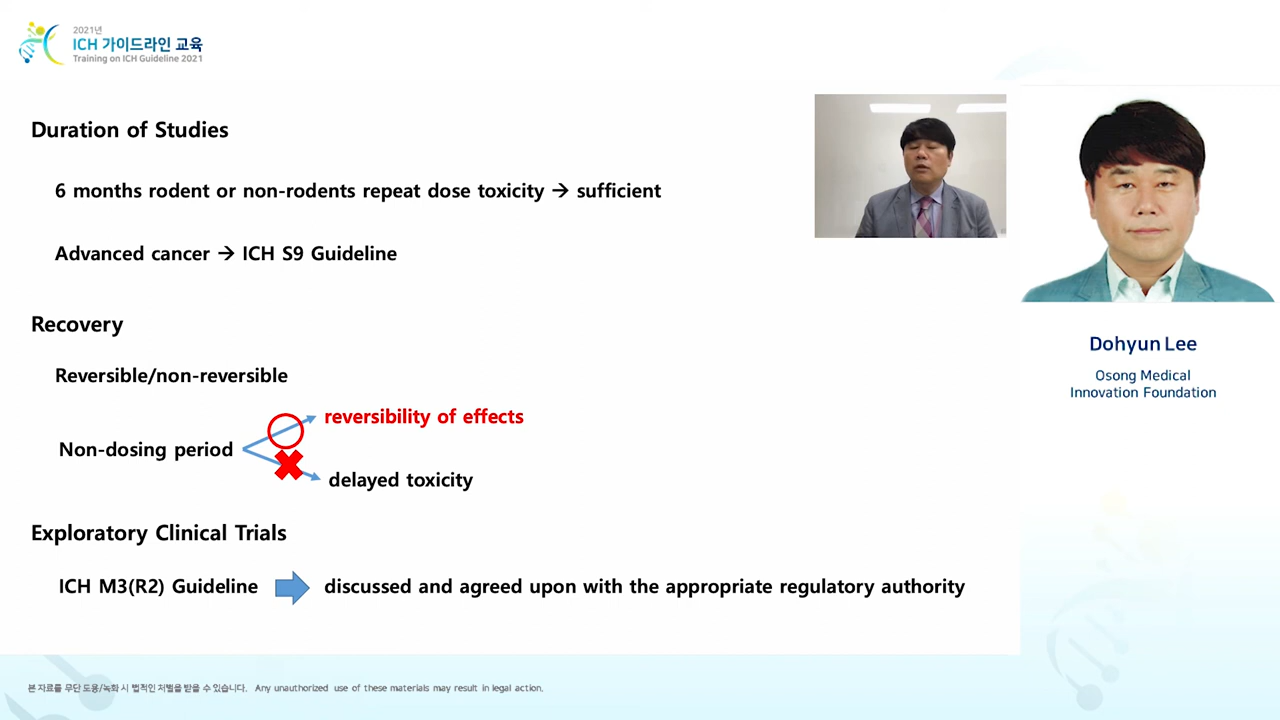 2021년
ICH 가이드라인 교육
Training on ICH Guideline 2021
Duration of Studies
6 months rodent or non-rodents repeat dose toxicity → sufficient
Advanced cancer → ICH S9 Guideline
Recovery
Reversible/non-reversible
reversibility of effects
Non-dosing period
delayed toxicity
Exploratory Clinical Trials
ICH M3(R2) Guideline
discussed and agreed upon with the appropriate regulatory authority
Dohyun Lee
Osong Medical
Innovation Foundation
본 자료를 무단 도용/녹화 시 법적인 처벌을 받을 수 있습니다. Any unauthorized use of these materials may result in legal action.